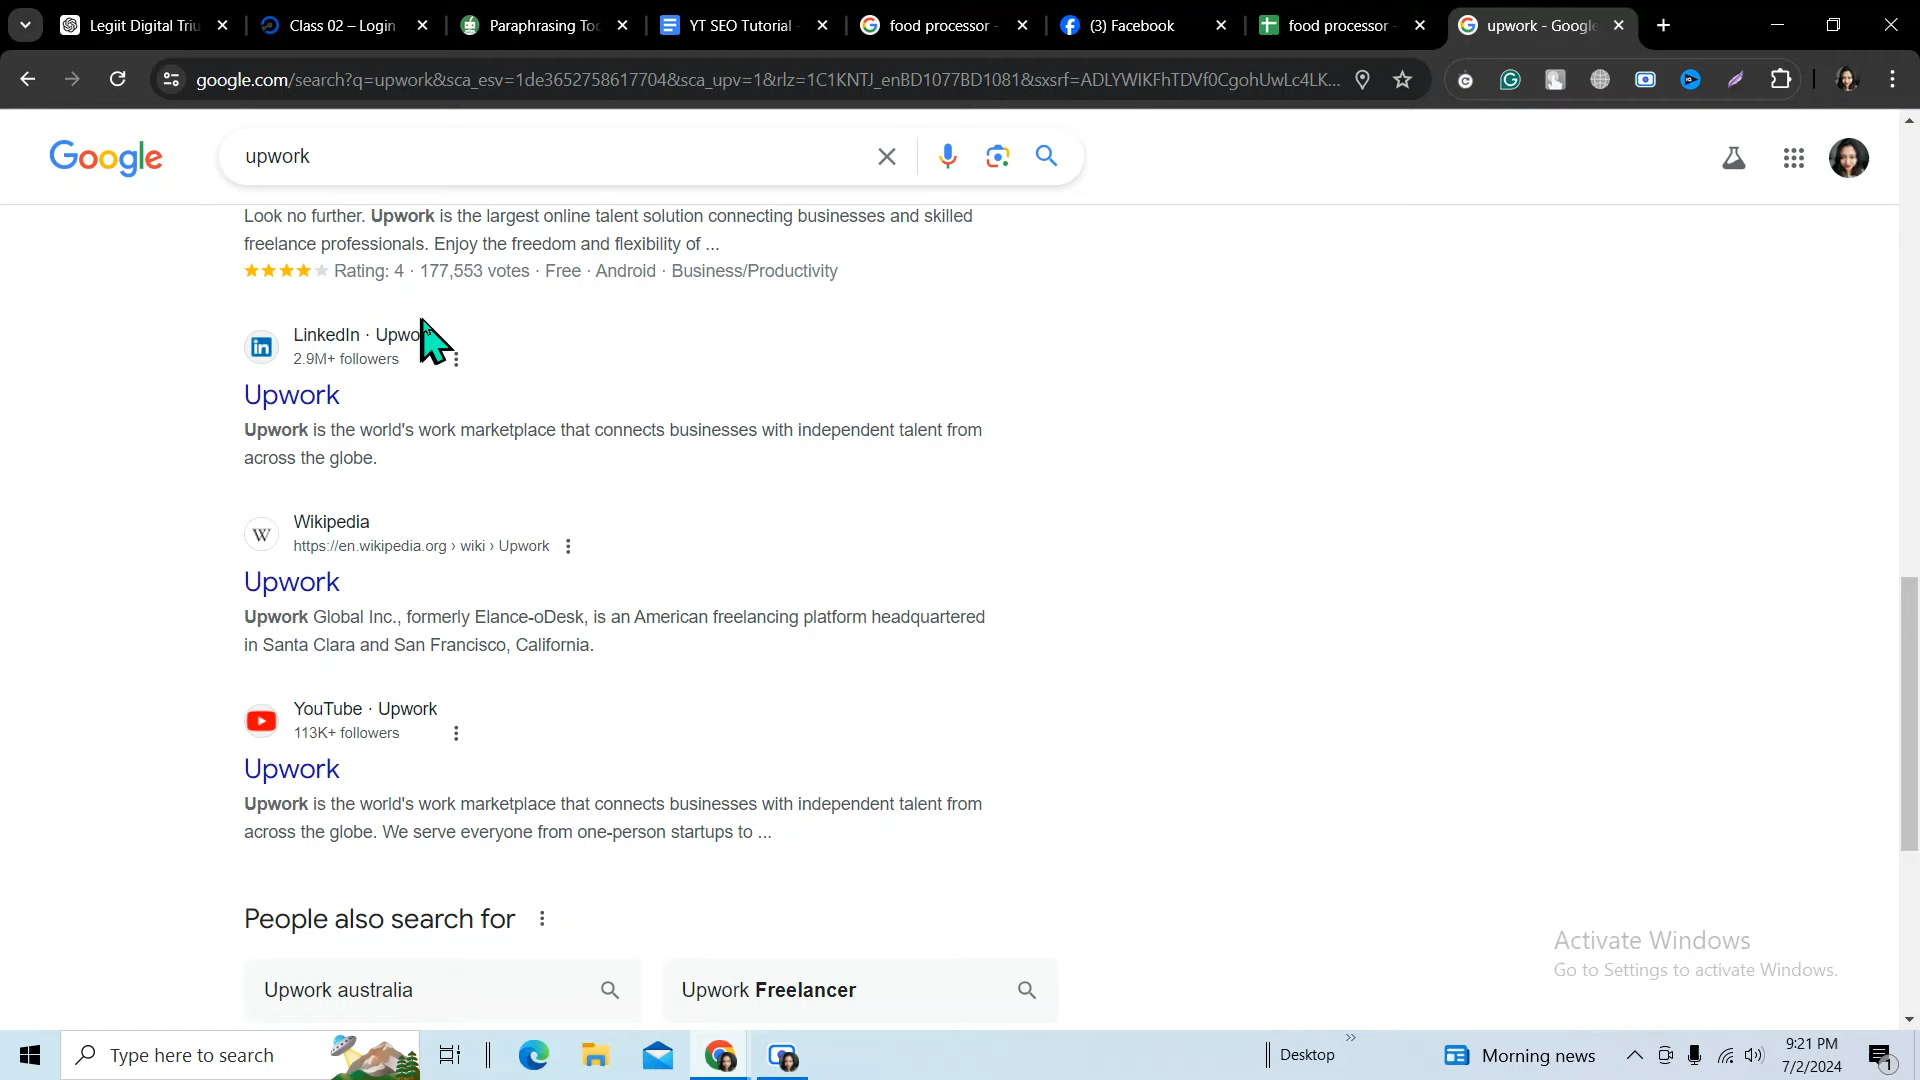 Legiit Digital Triu
Class 02 – Login
Paraphrasing Too
YT SEO Tutorial -
food processor -
(3) Facebook
food processor -
upwork - Google
google.com/search?q=upwork&sca_esv=1de36527586177048&sca_upv=1&rlz=1C1KNTJ_enBD1077BD1081&sxsrf=ADLYWIKFhTDVf0CgohUwLc4LK...
Google
upwork
Look no further. Upwork is the largest online talent solution connecting businesses and skilled
freelance professionals. Enjoy the freedom and flexibility of ...
Rating: 4 · 177,553 votes · Free · Android · Business/Productivity
LinkedIn · Upwo
2.9M+ followers
Upwork
Upwork is the world's work marketplace that connects businesses with independent talent from
across the globe.
W
Wikipedia
https://en.wikipedia.org › wiki › Upwork
Upwork
Upwork Global Inc., formerly Elance-oDesk, is an American freelancing platform headquartered
in Santa Clara and San Francisco, California.
YouTube · Upwork
113K+ followers
Upwork
Upwork is the world's work marketplace that connects businesses with independent talent from
across the globe. We serve everyone from one-person startups to ...
People also search for
Upwork australia
Upwork Freelancer
Activate Windows
Go to Settings to activate Windows.
Type here to search
Desktop
Morning news
9:21 PM
7/2/2024
1